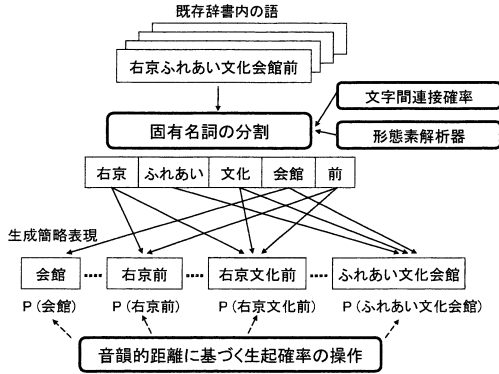 既存辞書内の語
右京ふれあい文化会館前
文字間連接確率
固有名詞の分割
形態素解析器
右京 ふれあい 文化 会館 前
生成簡略表現
会館 ···· 右京前 ···· 右京文化前 ···· ふれあい文化会館
P(会館) P(右京前) P(右京文化前) P(ふれあい文化会館)
音韻的距離に基づく生起確率の操作